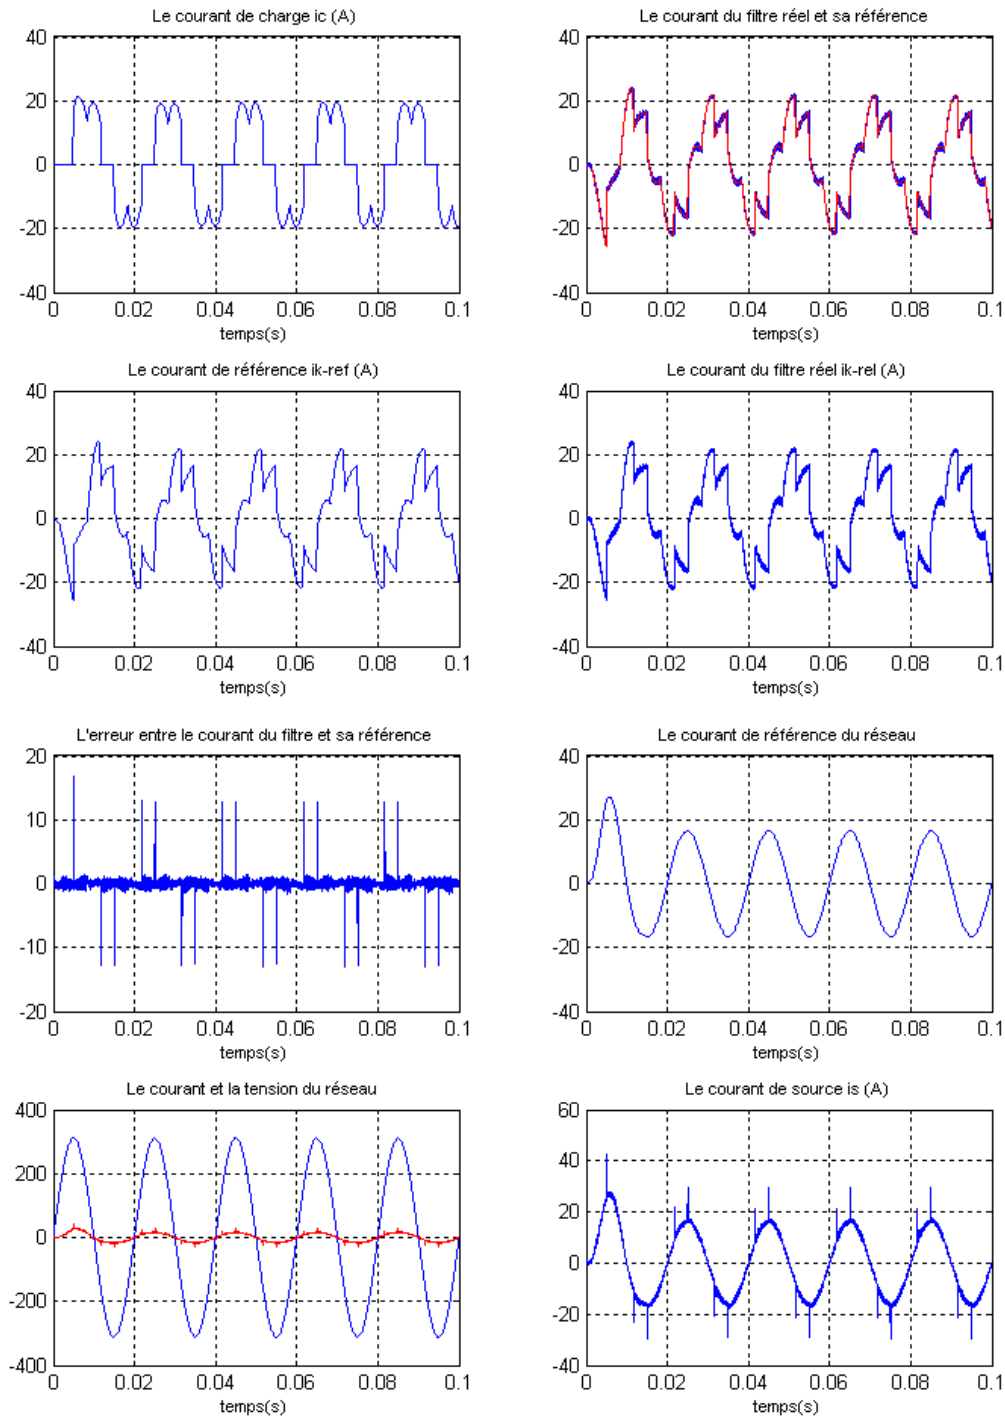 Le courant de charge ic (A)
40
20
0
-20
-40
0 0.02 0.04 0.06 0.08 0.1
temps(s)
Le courant du filtre réel et sa référence
40
20
0
-20
-40
0 0.02 0.04 0.06 0.08 0.1
temps(s)
Le courant de référence ik-ref (A)
40
20
0
-20
-40
0 0.02 0.04 0.06 0.08 0.1
temps(s)
Le courant du filtre réel ik-rel (A)
40
20
0
-20
-40
0 0.02 0.04 0.06 0.08 0.1
temps(s)
L'erreur entre le courant du filtre et sa référence
20
10
0
-10
-20
0 0.02 0.04 0.06 0.08 0.1
temps(s)
Le courant de référence du réseau
40
20
0
-20
-40
0 0.02 0.04 0.06 0.08 0.1
temps(s)
Le courant et la tension du réseau
400
200
0
-200
-400
0 0.02 0.04 0.06 0.08 0.1
temps(s)
Le courant de source is (A)
60
40
20
0
-20
-40
0 0.02 0.04 0.06 0.08 0.1
temps(s)